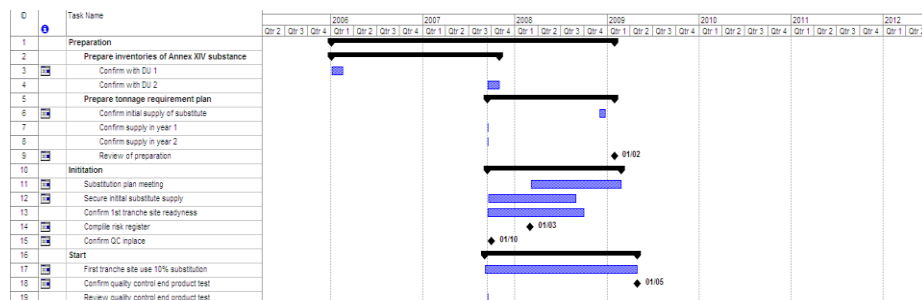 ID Task Name
2006 2007 2008 2009 2010 2011 2012
Qtr 2 Qtr 3 Qtr 4 Qtr 1 Qtr 2 Qtr 3 Qtr 4 Qtr 1 Qtr 2 Qtr 3 Qtr 4 Qtr 1 Qtr 2 Qtr 3 Qtr 4 Qtr 1 Qtr 2 Qtr 3 Qtr 4 Qtr 1 Qtr 2 Qtr 3 Qtr 4 Qtr 1 Qtr 2 Qtr 3 Qtr 4 Qtr 1 Qtr 2
1 Preparation
2 Prepare inventories of Annex XIV substance
3 Confirm with DU 1
4 Confirm with DU 2
5 Prepare tonnage requirement plan
6 Confirm initial supply of substitute
7 Confirm supply in year 1
8 Confirm supply in year 2
9 Review of preparation 01/02
10 Inititation
11 Substitution plan meeting
12 Secure initital substitute supply
13 Confirm 1st tranche site readyness
14 Compile risk register 01/03
15 Confirm QC inplace 01/10
16 Start
17 First tranche site use 10% substitution
18 Confirm quality control end product test 01/05
19 Review quality control end product test